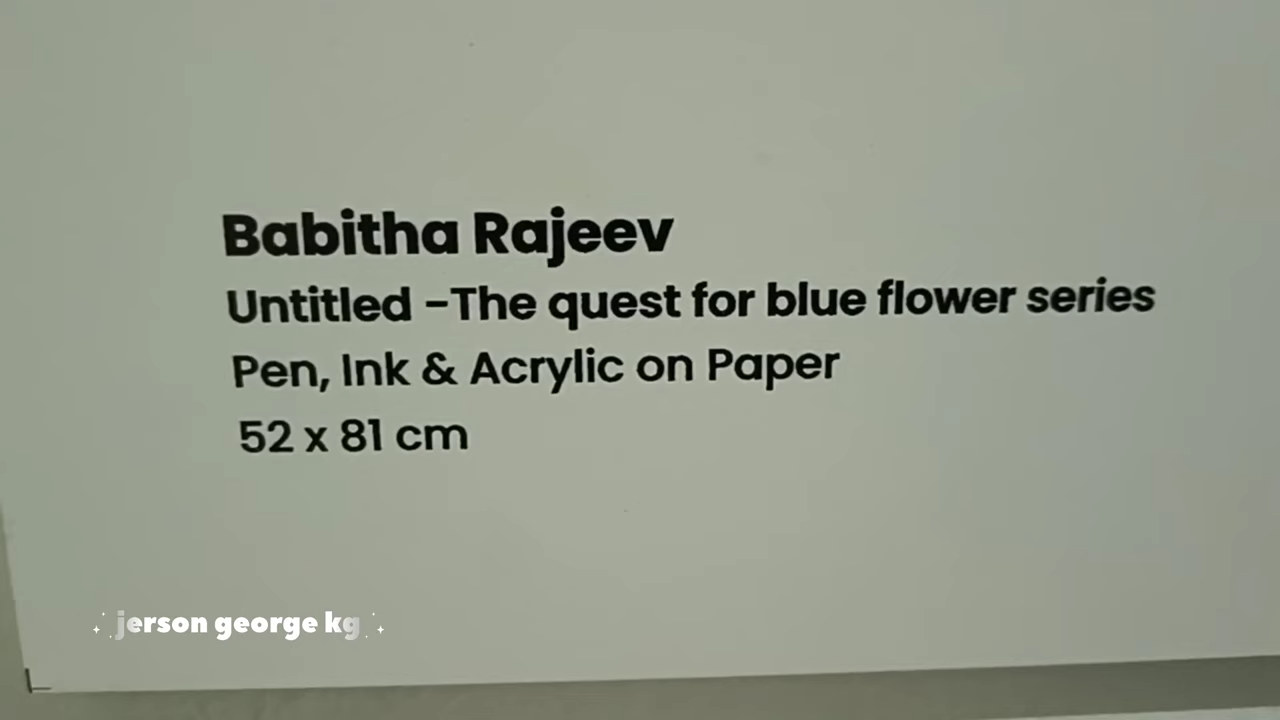 Babitha Rajeev
Untitled -The quest for blue flower series
Pen, Ink & Acrylic on Paper
52 x 81 cm
jerson george kg